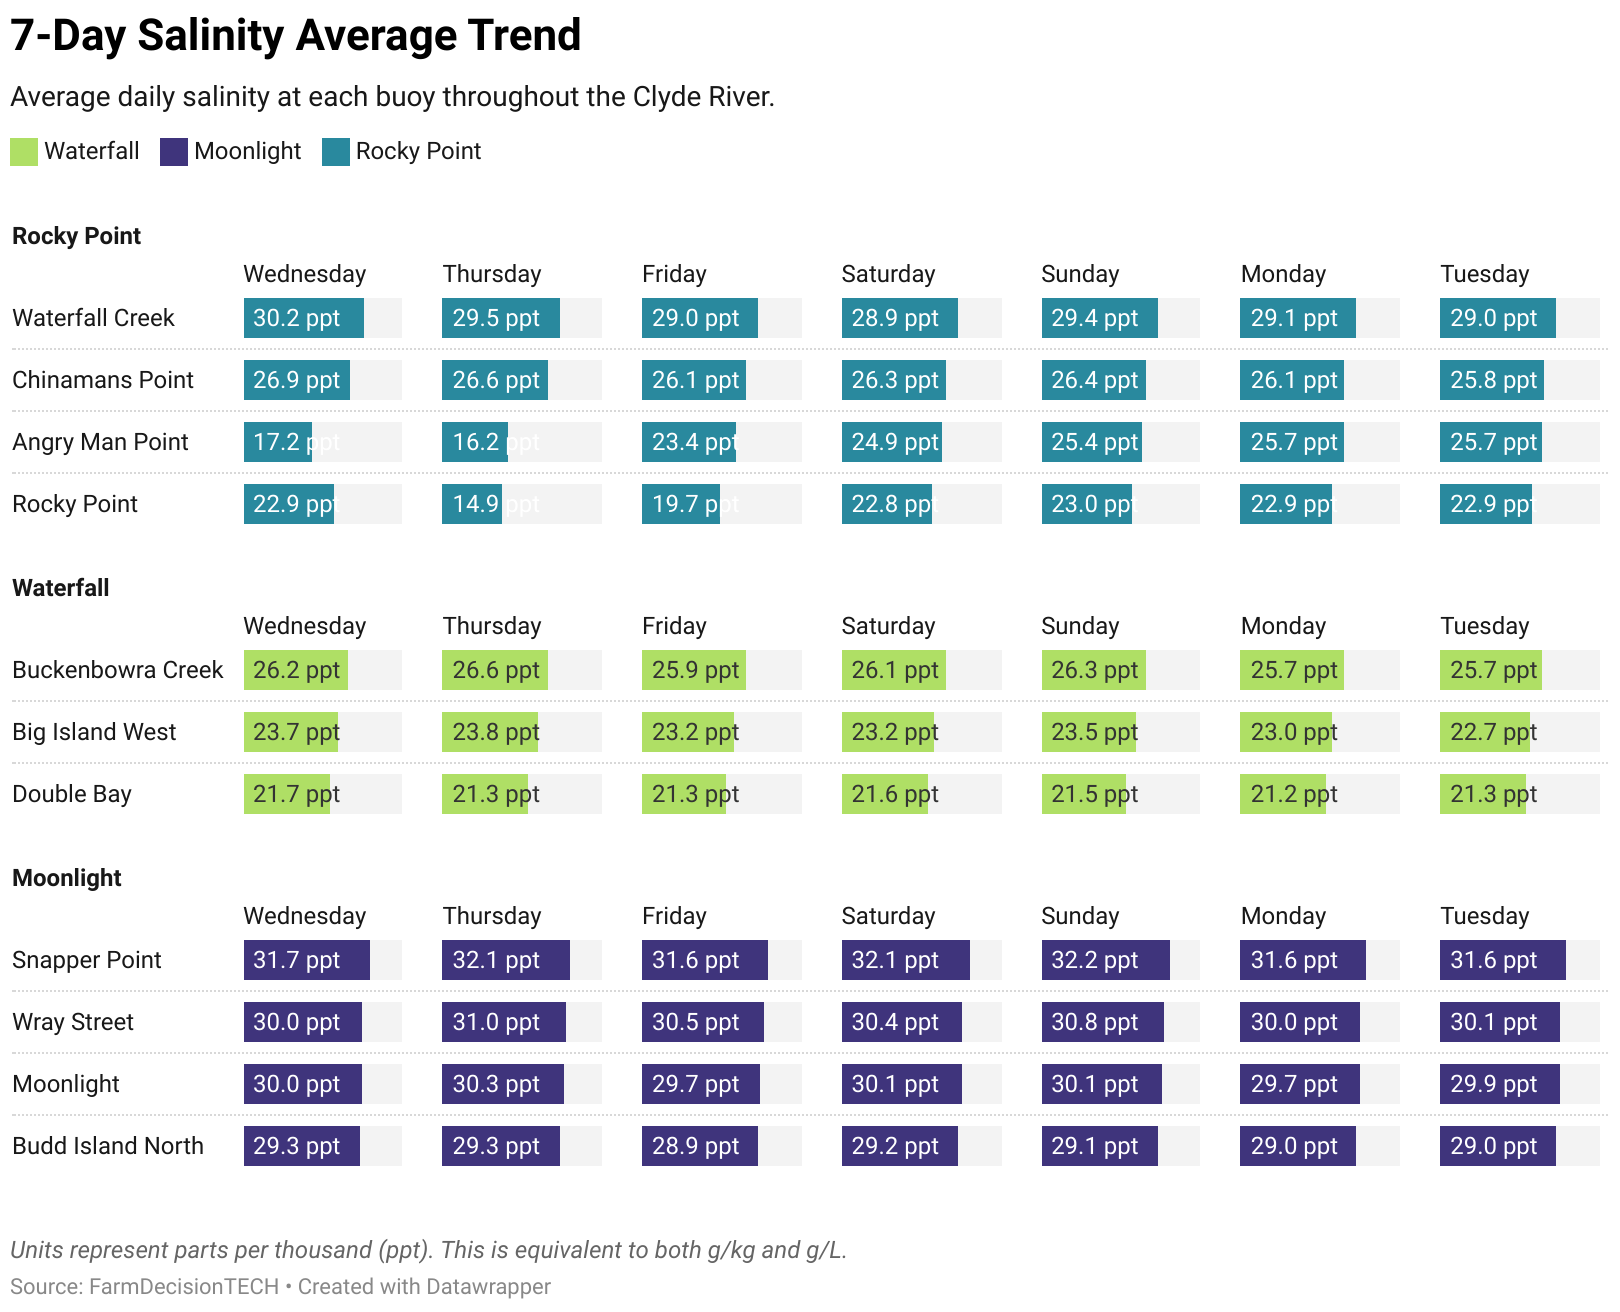 7-Day Salinity Average Trend
Average daily salinity at each buoy throughout the Clyde River.
Waterfall Moonlight Rocky Point
Rocky Point
Wednesday Thursday Friday Saturday Sunday Monday Tuesday
Waterfall Creek 30.2 ppt 29.5 ppt 29.0 ppt 28.9 ppt 29.4 ppt 29.1 ppt 29.0 ppt
Chinamans Point 26.9 ppt 26.6 ppt 26.1 ppt 26.3 ppt 26.4 ppt 26.1 ppt 25.8 ppt
Angry Man Point 17.2 ppt 16.2 ppt 23.4 ppt 24.9 ppt 25.4 ppt 25.7 ppt 25.7 ppt
Rocky Point 22.9 ppt 14.9 ppt 19.7 ppt 22.8 ppt 23.0 ppt 22.9 ppt 22.9 ppt
Waterfall
Wednesday Thursday Friday Saturday Sunday Monday Tuesday
Buckenbowra Creek 26.2 ppt 26.6 ppt 25.9 ppt 26.1 ppt 26.3 ppt 25.7 ppt 25.7 ppt
Big Island West 23.7 ppt 23.8 ppt 23.2 ppt 23.2 ppt 23.5 ppt 23.0 ppt 22.7 ppt
Double Bay 21.7 ppt 21.3 ppt 21.3 ppt 21.6 ppt 21.5 ppt 21.2 ppt 21.3 ppt
Moonlight
Wednesday Thursday Friday Saturday Sunday Monday Tuesday
Snapper Point 31.7 ppt 32.1 ppt 31.6 ppt 32.1 ppt 32.2 ppt 31.6 ppt 31.6 ppt
Wray Street 30.0 ppt 31.0 ppt 30.5 ppt 30.4 ppt 30.8 ppt 30.0 ppt 30.1 ppt
Moonlight 30.0 ppt 30.3 ppt 29.7 ppt 30.1 ppt 30.1 ppt 29.7 ppt 29.9 ppt
Budd Island North 29.3 ppt 29.3 ppt 28.9 ppt 29.2 ppt 29.1 ppt 29.0 ppt 29.0 ppt
Units represent parts per thousand (ppt). This is equivalent to both g/kg and g/L.
Source: FarmDecisionTECH • Created with Datawrapper